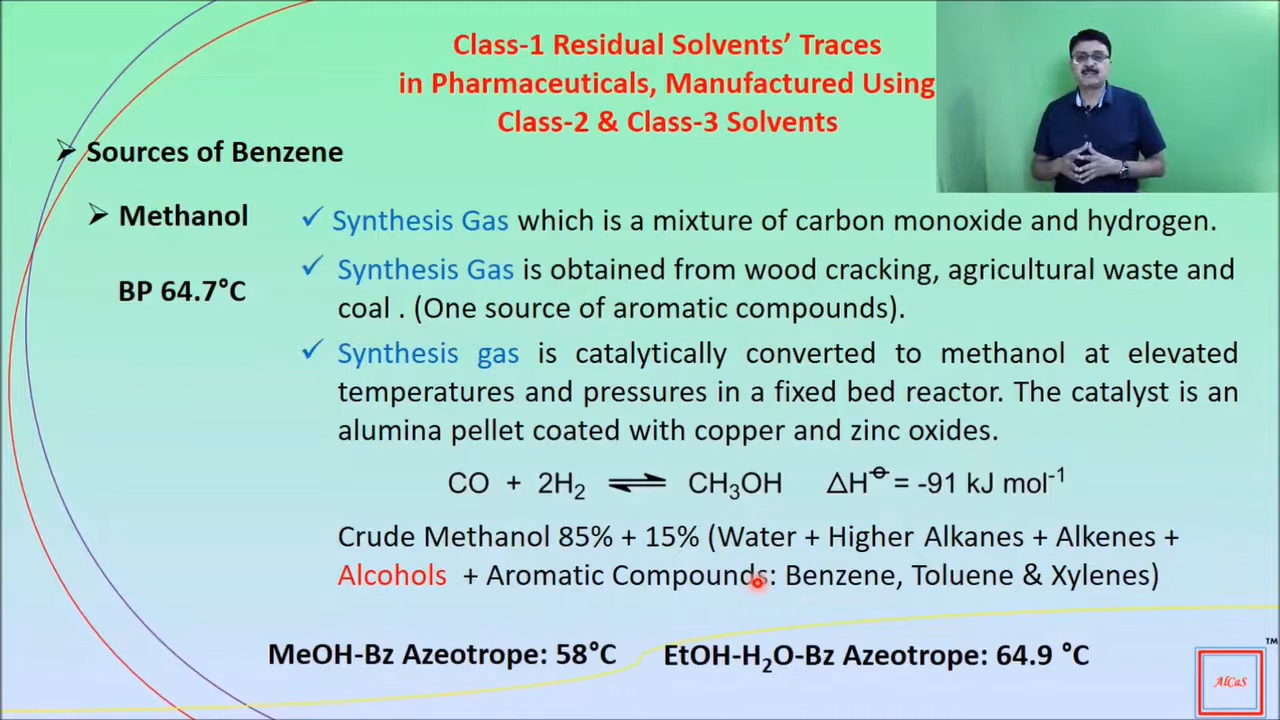 Class-1 Residual Solvents’ Traces
in Pharmaceuticals, Manufactured Using
Class-2 & Class-3 Solvents
➢ Sources of Benzene
➢ Methanol
BP 64.7°C
✓ Synthesis Gas which is a mixture of carbon monoxide and hydrogen.
✓ Synthesis Gas is obtained from wood cracking, agricultural waste and
coal . (One source of aromatic compounds).
✓ Synthesis gas is catalytically converted to methanol at elevated
temperatures and pressures in a fixed bed reactor. The catalyst is an
alumina pellet coated with copper and zinc oxides.
CO + 2H₂ ⇌ CH₃OH ΔH⦵ = -91 kJ mol⁻¹
Crude Methanol 85% + 15% (Water + Higher Alkanes + Alkenes +
Alcohols + Aromatic Compounds: Benzene, Toluene & Xylenes)
MeOH-Bz Azeotrope: 58°C EtOH-H₂O-Bz Azeotrope: 64.9 °C
TM
AlCaS